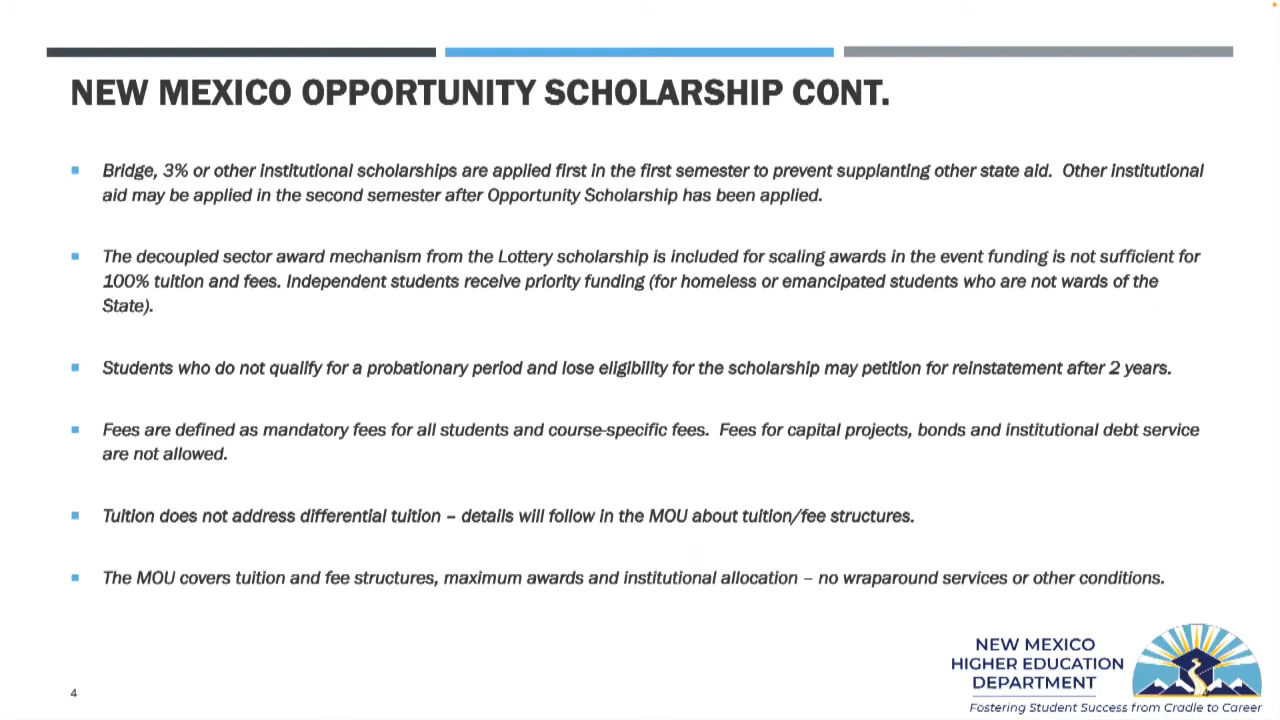 NEW MEXICO OPPORTUNITY SCHOLARSHIP CONT.
Bridge, 3% or other institutional scholarships are applied first in the first semester to prevent supplanting other state aid.  Other institutional
aid may be applied in the second semester after Opportunity Scholarship has been applied.
The decoupled sector award mechanism from the Lottery scholarship is included for scaling awards in the event funding is not sufficient for
100% tuition and fees. Independent students receive priority funding (for homeless or emancipated students who are not wards of the
State).
Students who do not qualify for a probationary period and lose eligibility for the scholarship may petition for reinstatement after 2 years.
Fees are defined as mandatory fees for all students and course-specific fees.  Fees for capital projects, bonds and institutional debt service
are not allowed.
Tuition does not address differential tuition – details will follow in the MOU about tuition/fee structures.
The MOU covers tuition and fee structures, maximum awards and institutional allocation – no wraparound services or other conditions.
NEW MEXICO
HIGHER EDUCATION
DEPARTMENT
Fostering Student Success from Cradle to Career
4